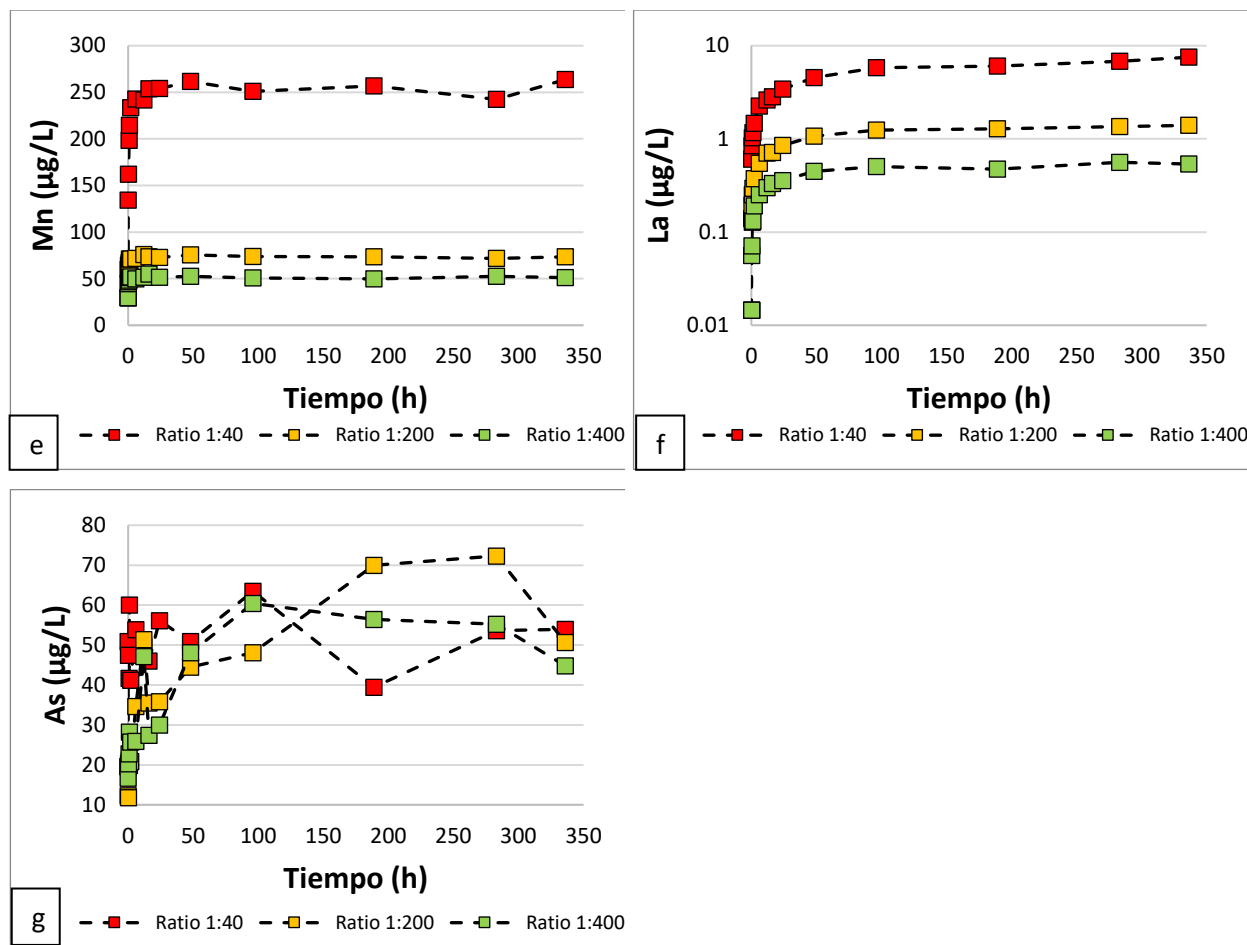 300
250
200
150
100
50
0
Mn (µg/L)
0 50 100 150 200 250 300 350
Tiempo (h)
e
Ratio 1:40 Ratio 1:200 Ratio 1:400
10
1
0.1
0.01
La (µg/L)
0 50 100 150 200 250 300 350
Tiempo (h)
f
Ratio 1:40 Ratio 1:200 Ratio 1:400
80
70
60
50
40
30
20
10
As (µg/L)
0 50 100 150 200 250 300 350
Tiempo (h)
g
Ratio 1:40 Ratio 1:200 Ratio 1:400